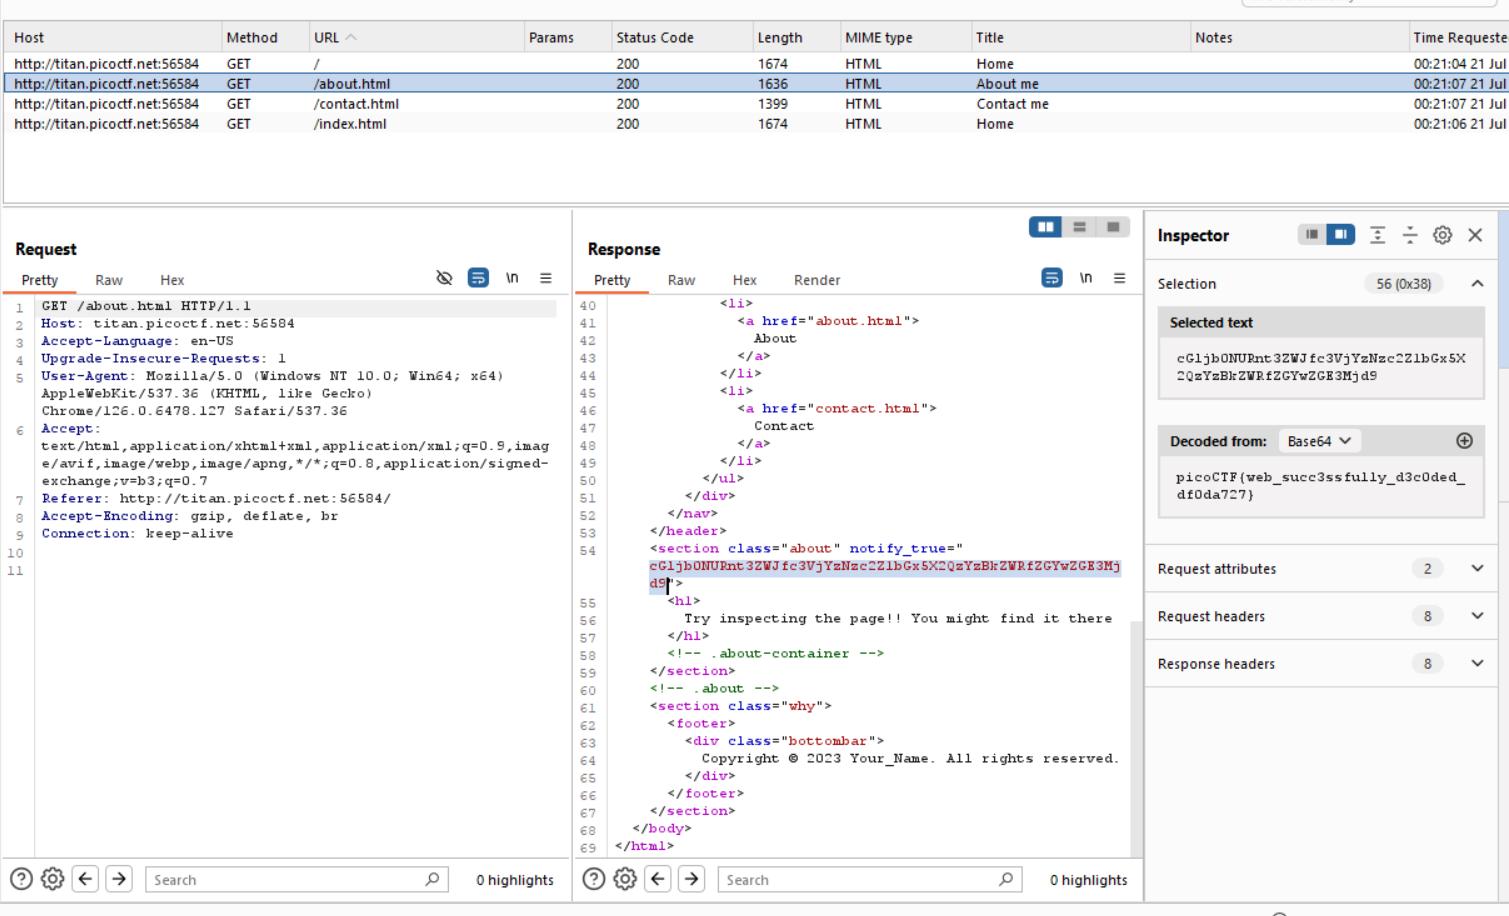 Host Method URL Params Status Code Length MIME type Title Notes Time Requeste
http://titan.picoctf.net:56584 GET / 200 1674 HTML Home 00:21:04 21 Jul
http://titan.picoctf.net:56584 GET /about.html 200 1636 HTML About me 00:21:07 21 Jul
http://titan.picoctf.net:56584 GET /contact.html 200 1399 HTML Contact me 00:21:07 21 Jul
http://titan.picoctf.net:56584 GET /index.html 200 1674 HTML Home 00:21:06 21 Jul
Request
Pretty Raw Hex \n
1 GET /about.html HTTP/1.1
2 Host: titan.picoctf.net:56584
3 Accept-Language: en-US
4 Upgrade-Insecure-Requests: 1
5 User-Agent: Mozilla/5.0 (Windows NT 10.0; Win64; x64)
AppleWebKit/537.36 (KHTML, like Gecko)
Chrome/126.0.6478.127 Safari/537.36
6 Accept:
text/html,application/xhtml+xml,application/xml;q=0.9,imag
e/avif,image/webp,image/apng,*/*;q=0.8,application/signed-
exchange;v=b3;q=0.7
7 Referer: http://titan.picoctf.net:56584/
8 Accept-Encoding: gzip, deflate, br
9 Connection: keep-alive
10
11
Search 0 highlights
Response
Pretty Raw Hex Render \n
40 <li>
41 <a href="about.html">
42 About
43 </a>
44 </li>
45 <li>
46 <a href="contact.html">
47 Contact
48 </a>
49 </li>
50 </ul>
51 </div>
52 </nav>
53 </header>
54 <section class="about" notify_true="
cGljb0NURnt3ZWJfc3VjYzNzc2Z1bGx5X2QzYzBkZWRfZGYwZGE3Mj
d9">
55 <h1>
56 Try inspecting the page!! You might find it there
57 </h1>
58 <!-- .about-container -->
59 </section>
60 <!-- .about -->
61 <section class="why">
62 <footer>
63 <div class="bottombar">
64 Copyright © 2023 Your_Name. All rights reserved.
65 </div>
66 </footer>
67 </section>
68 </body>
69 </html>
Search 0 highlights
Inspector
Selection 56 (0x38)
Selected text
cGljb0NURnt3ZWJfc3VjYzNzc2Z1bGx5X
2QzYzBkZWRfZGYwZGE3Mjd9
Decoded from: Base64
picoCTF{web_succ3ssfully_d3c0ded_
df0da727}
Request attributes 2
Request headers 8
Response headers 8